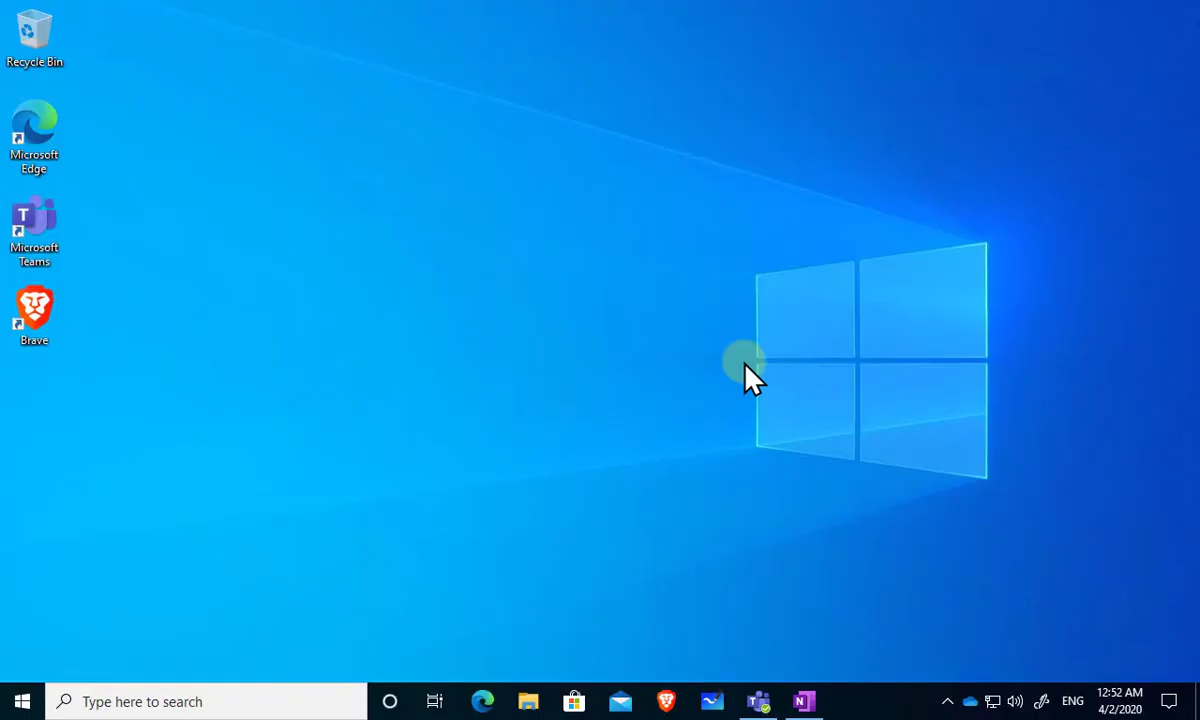 Recycle Bin
Microsoft
Edge
T
Microsoft
Teams
Brave
Type here to search
T
N
ENG
12:52 AM
4/2/2020